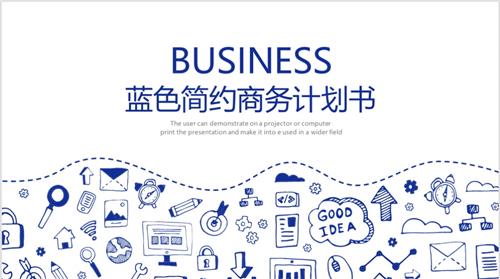 BUSINESS
蓝色简约商务计划书
The user can demonstrate on a projector or computer
print the presentation and make it into e used in a wider field
GOOD
IDEA